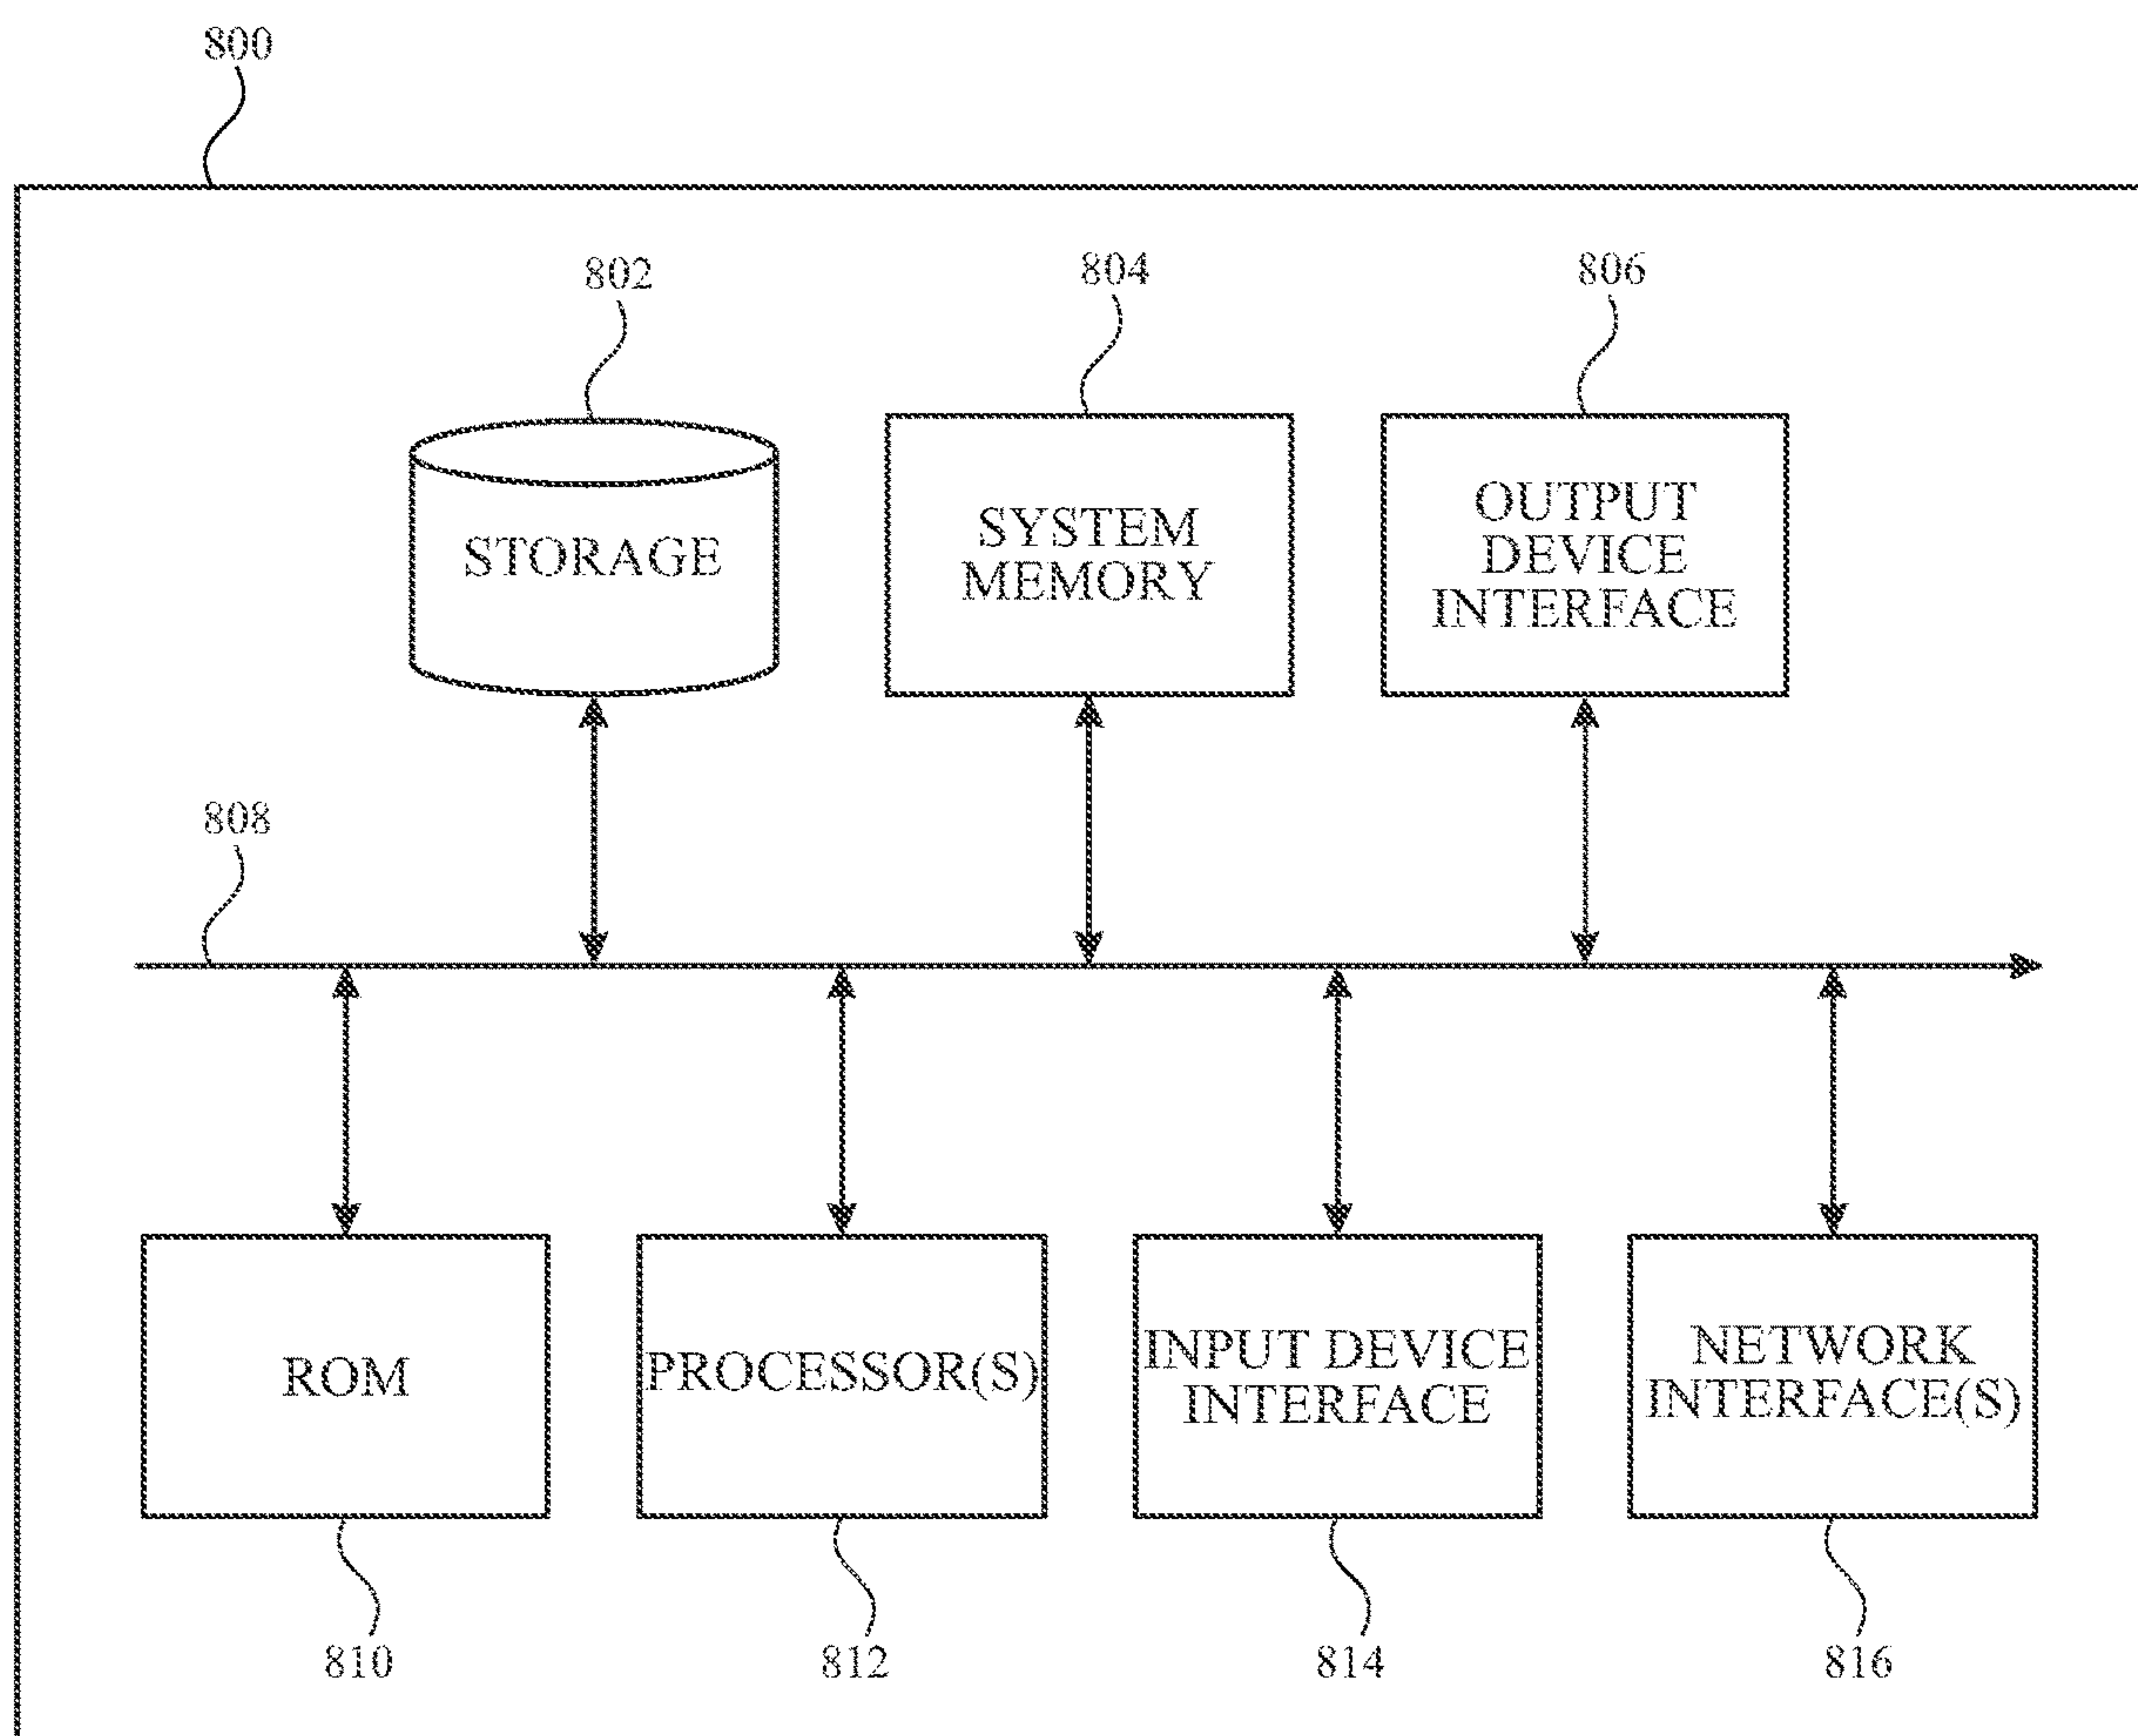 800
802
804
806
STORAGE
SYSTEM
MEMORY
OUTPUT
DEVICE
INTERFACE
808
ROM
PROCESSOR(S)
INPUT DEVICE
INTERFACE
NETWORK
INTERFACE(S)
810
812
814
816